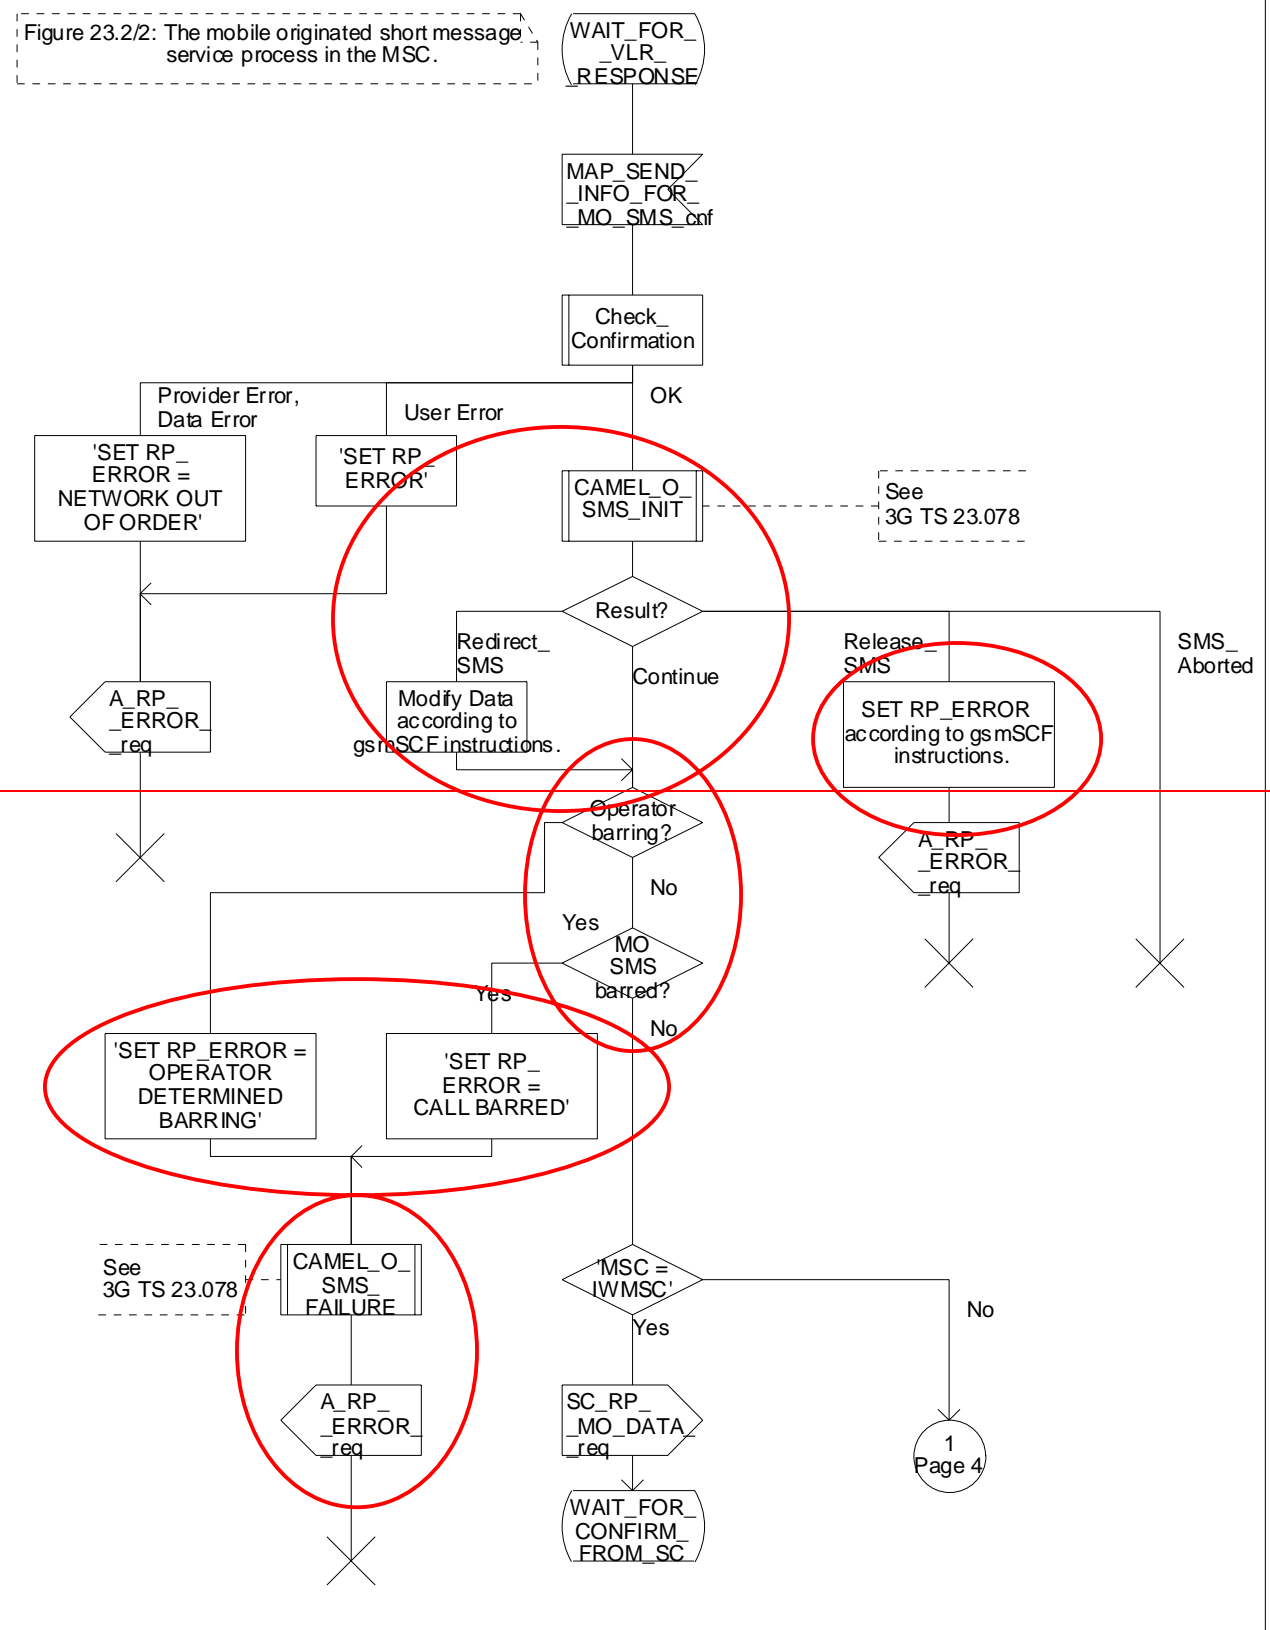 Figure 23.2/2: The mobile originated short message
service process in the MSC.
WAIT_FOR_
_VLR_
_RESPONSE
MAP_SEND_
_INFO_FOR_
_MO_SMS_cnf
Check_
Confirmation
Provider Error,
Data Error
User Error
OK
'SET RP_
ERROR =
NETWORK OUT
OF ORDER'
'SET RP_
ERROR'
CAMEL_O_
SMS_INIT
See
3G TS 23.078
Result?
Redirect_
SMS
Continue
Release_
SMS
SMS_
Aborted
A_RP_
_ERROR_
_req
Modify Data
according to
gsmSCF instructions.
SET RP_ERROR
according to gsmSCF
instructions.
Operator
barring?
A_RP_
_ERROR_
_req
No
Yes
MO
SMS
barred?
Yes
No
'SET RP_ERROR =
OPERATOR
DETERMINED
BARRING'
'SET RP_
ERROR =
CALL BARRED'
See
3G TS 23.078
CAMEL_O_
SMS_
FAILURE
'MSC =
IWMSC'
No
Yes
A_RP_
_ERROR_
_req
SC_RP_
_MO_DATA_
_req
1
Page 4
WAIT_FOR_
CONFIRM_
FROM_SC